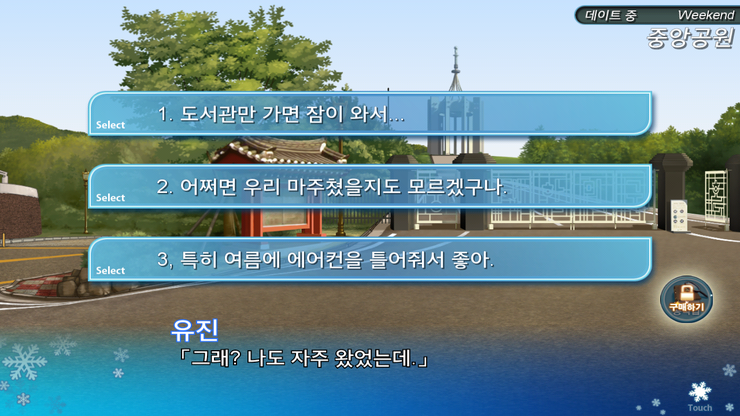 데이트 중 Weekend
중앙공원
1. 도서관만 가면 잠이 와서...
Select
2. 어쩌면 우리 마주쳤을지도 모르겠구나.
Select
3, 특히 여름에 에어컨을 틀어줘서 좋아.
Select
구매하기
유진
「그래? 나도 자주 왔었는데.」
Touch